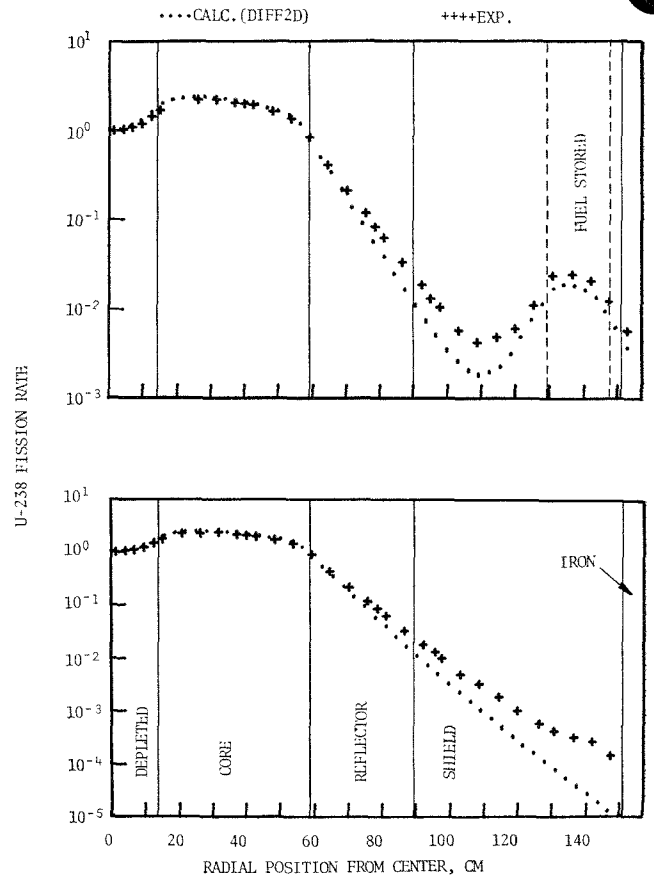 ....CALC.(DIFF2D)
++++EXP.
10^1
10^0
10^-1
10^-2
10^-3
FUEL STORED
U-238 FISSION RATE
10^1
10^0
10^-1
10^-2
10^-3
10^-4
10^-5
DEPLETED
CORE
REFLECTOR
SHIELD
IRON
0 20 40 60 80 100 120 140
RADIAL POSITION FROM CENTER, CM